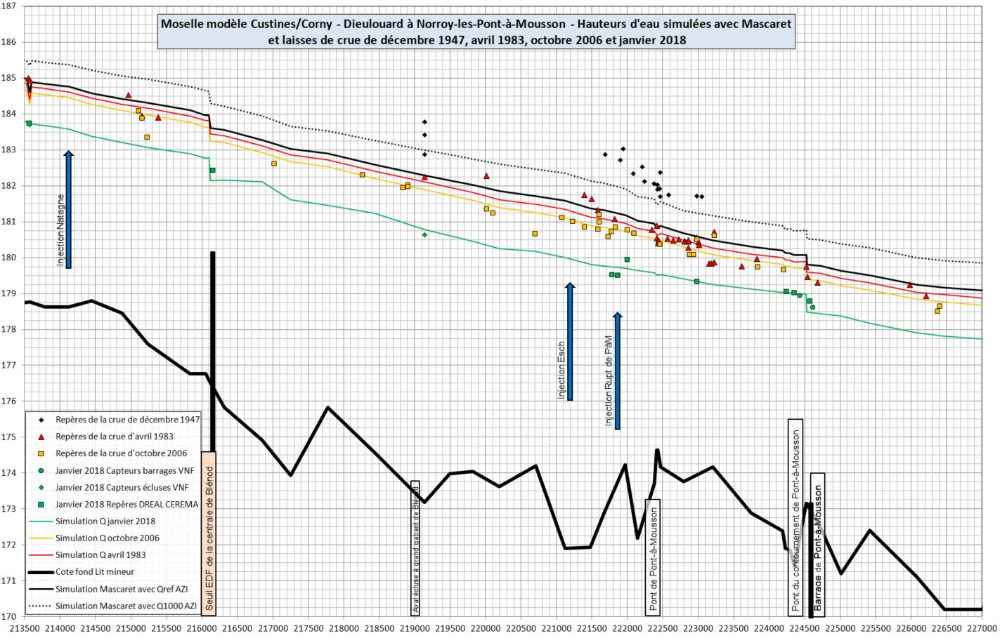 Moselle modèle Custines/Corny - Dieulouard à Norroy-les-Pont-à-Mousson - Hauteurs d'eau simulées avec Mascaret
et laisses de crue de décembre 1947, avril 1983, octobre 2006 et janvier 2018
187
186
185
184
183
182
181
180
179
178
177
176
175
174
173
172
171
170
Injection Natagne
Injection Esch
Injection Rupt de PàM
Repères de la crue de décembre 1947
Repères de la crue d'avril 1983
Repères de la crue d'octobre 2006
Janvier 2018 Capteurs barrages VNF
Janvier 2018 Capteurs écluses VNF
Janvier 2018 Repères DREAL CEREMA
Simulation Q janvier 2018
Simulation Q octobre 2006
Simulation Q avril 1983
Cote fond Lit mineur
Simulation Mascaret avec Qref AZI
Simulation Mascaret avec Q1000 AZI
Seuil EDF de la centrale de Blénod
Aval écluse à grand gabarit de Blénod
Pont de Pont-à-Mousson
Pont du contournement de Pont-à-Mousson
Barrage de Pont-à-Mousson
213500 214000 214500 215000 215500 216000 216500 217000 217500 218000 218500 219000 219500 220000 220500 221000 221500 222000 222500 223000 223500 224000 224500 225000 225500 226000 226500 227000